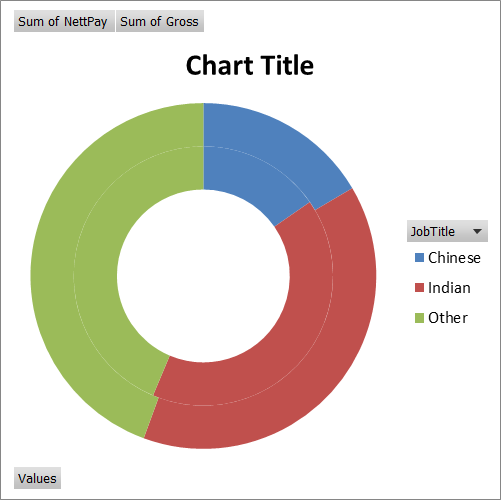 Sum of NettPay Sum of Gross
Chart Title
JobTitle
Chinese
Indian
Other
Values